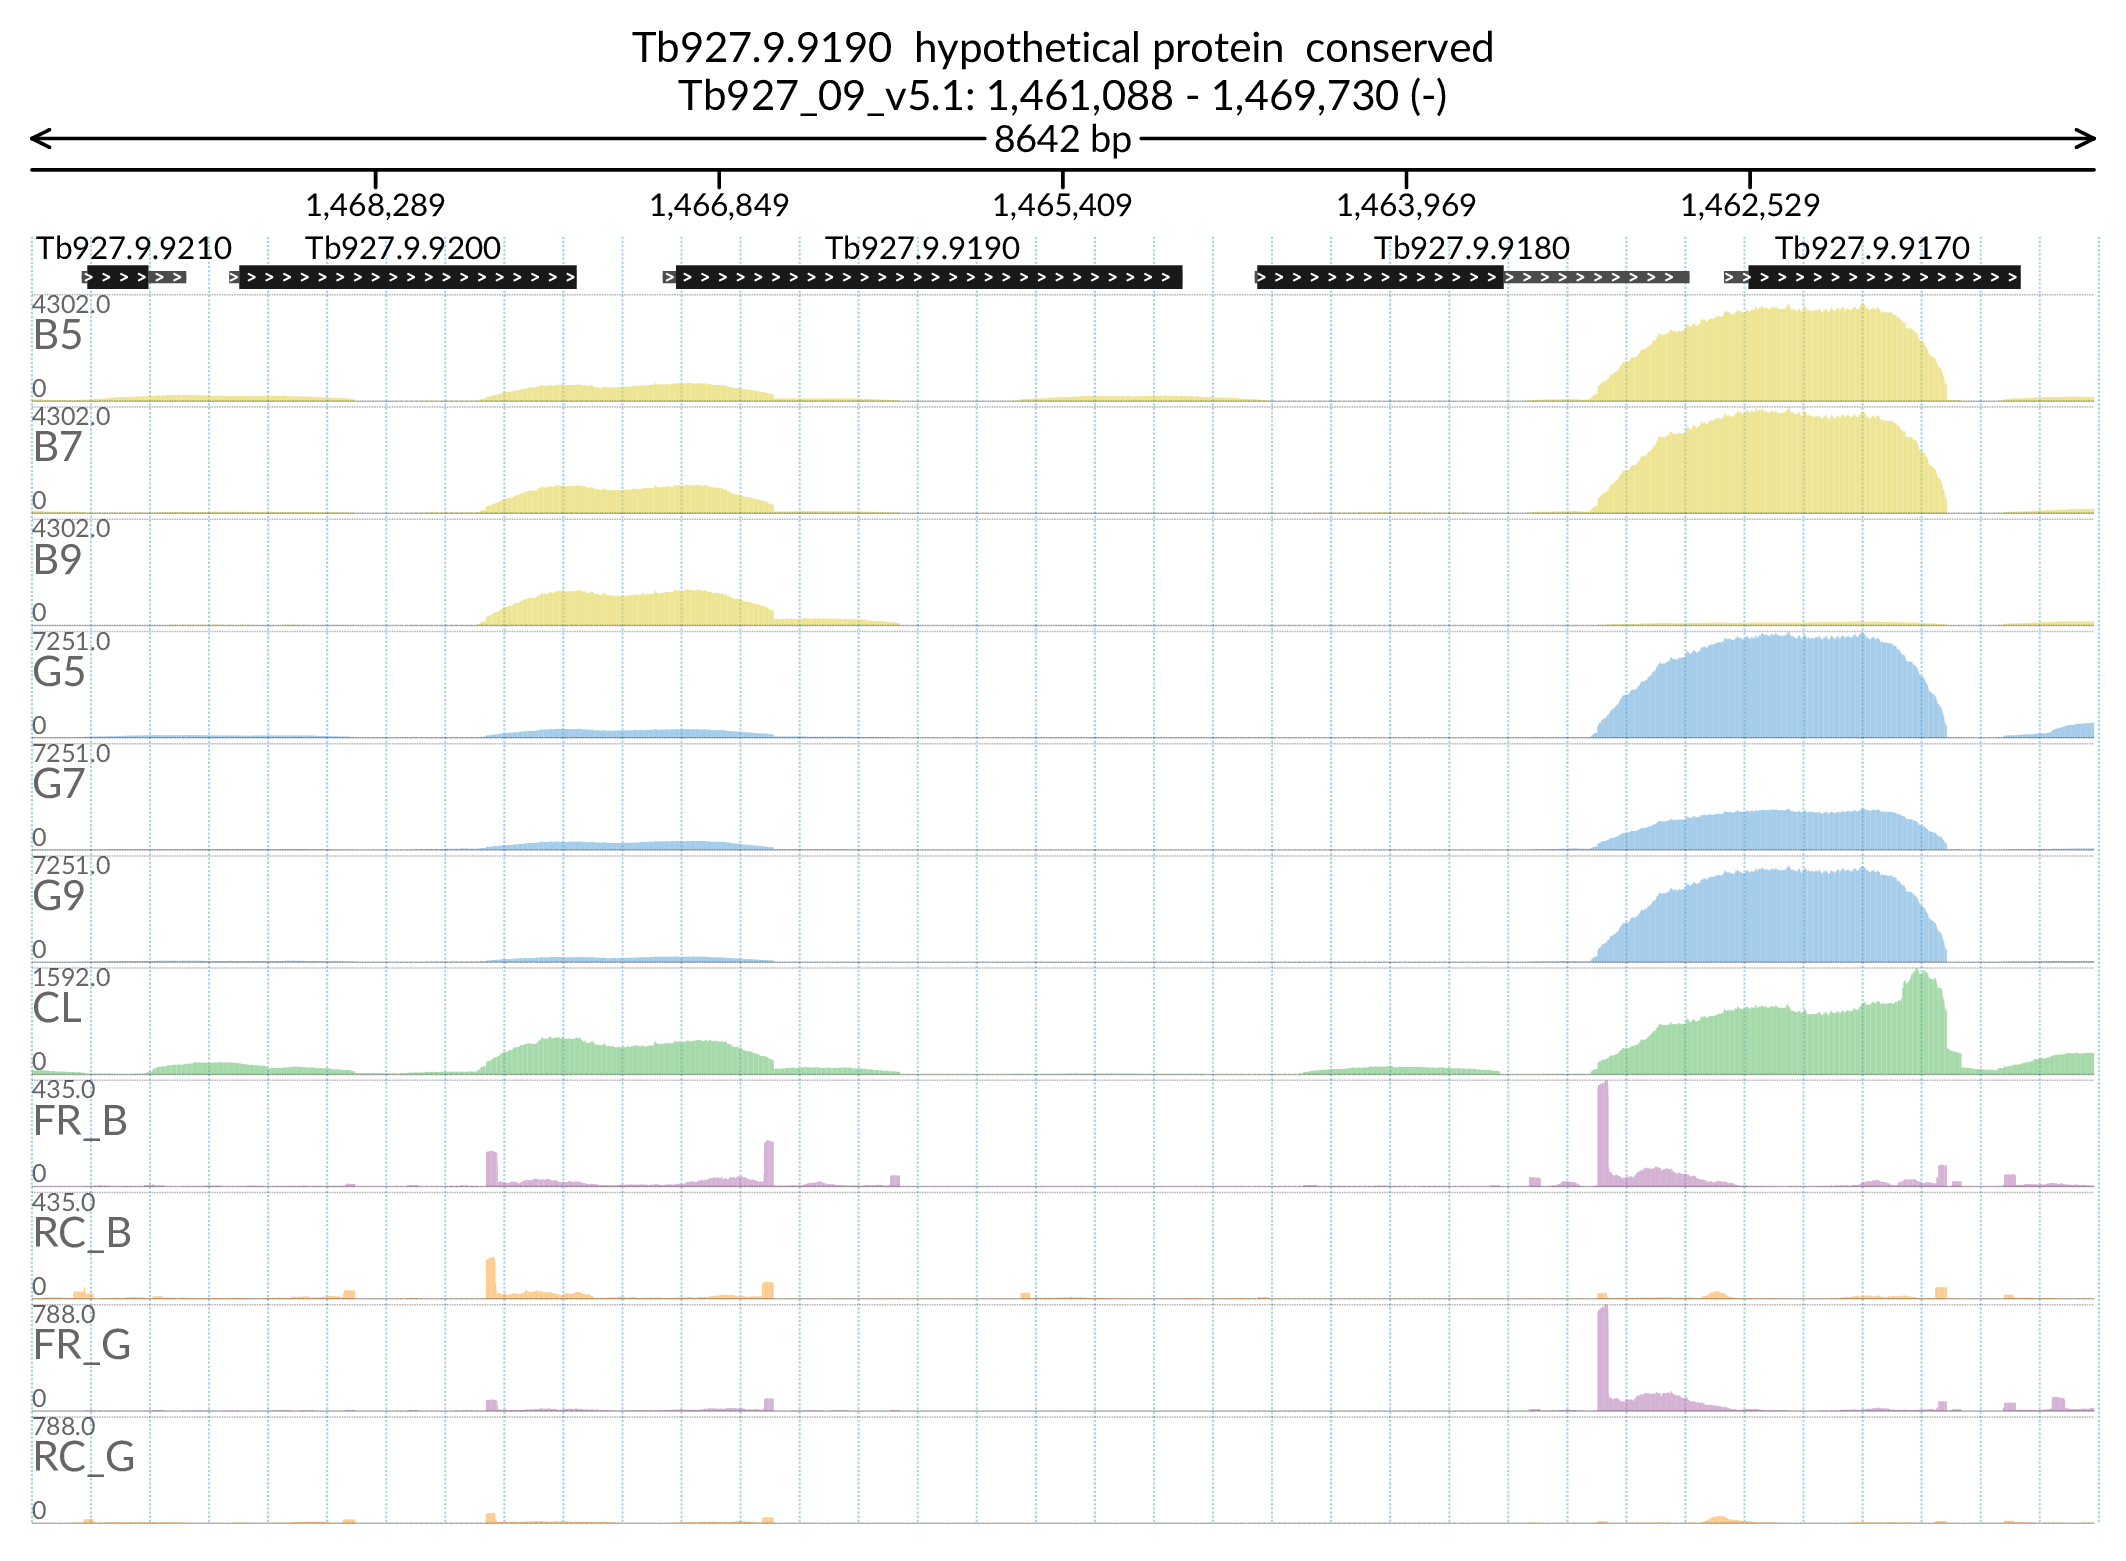 Tb927.9.9190 hypothetical protein conserved
Tb927_09_v5.1: 1,461,088 - 1,469,730 (-)
8642 bp
1,468,289 1,466,849 1,465,409 1,463,969 1,462,529
Tb927.9.9210 Tb927.9.9200 Tb927.9.9190 Tb927.9.9180 Tb927.9.9170
4302.0
B5
0
4302.0
B7
0
4302.0
B9
0
7251.0
G5
0
7251.0
G7
0
7251.0
G9
0
1592.0
CL
0
435.0
FR_B
0
435.0
RC_B
0
788.0
FR_G
0
788.0
RC_G
0